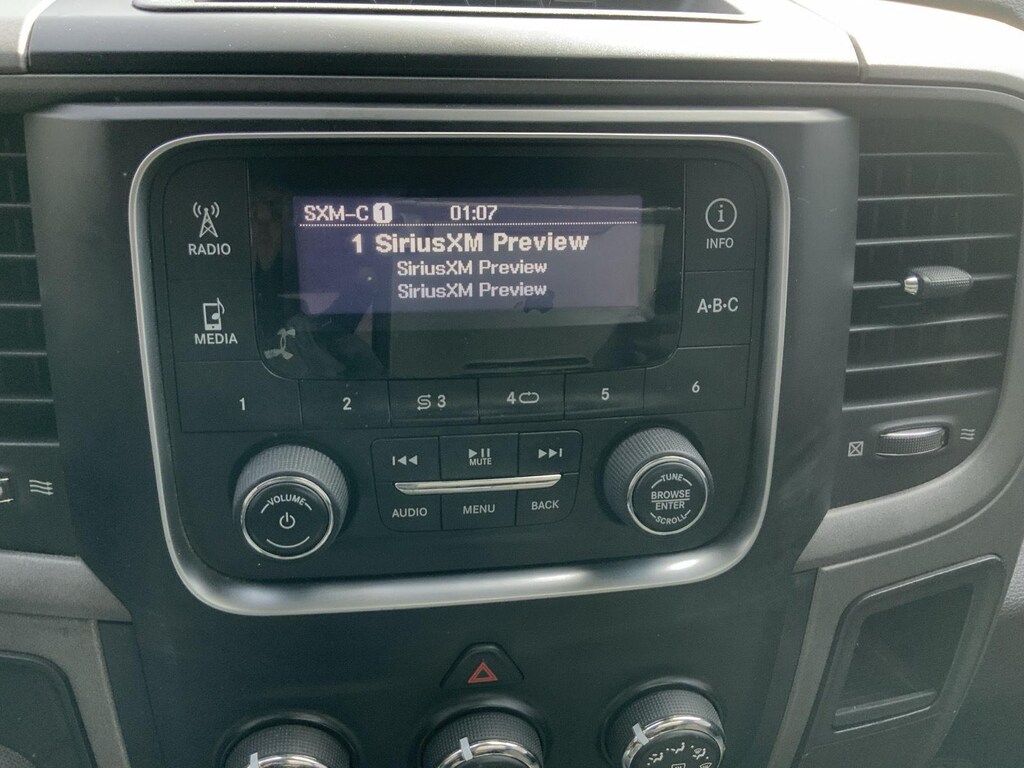 SXM-C 1 01:07
1 SiriusXM Preview
SiriusXM Preview
SiriusXM Preview
RADIO
MEDIA
INFO
A•B•C
1 2 3 4 5 6
MUTE
AUDIO MENU BACK
VOLUME
TUNE
BROWSE
ENTER
SCROLL